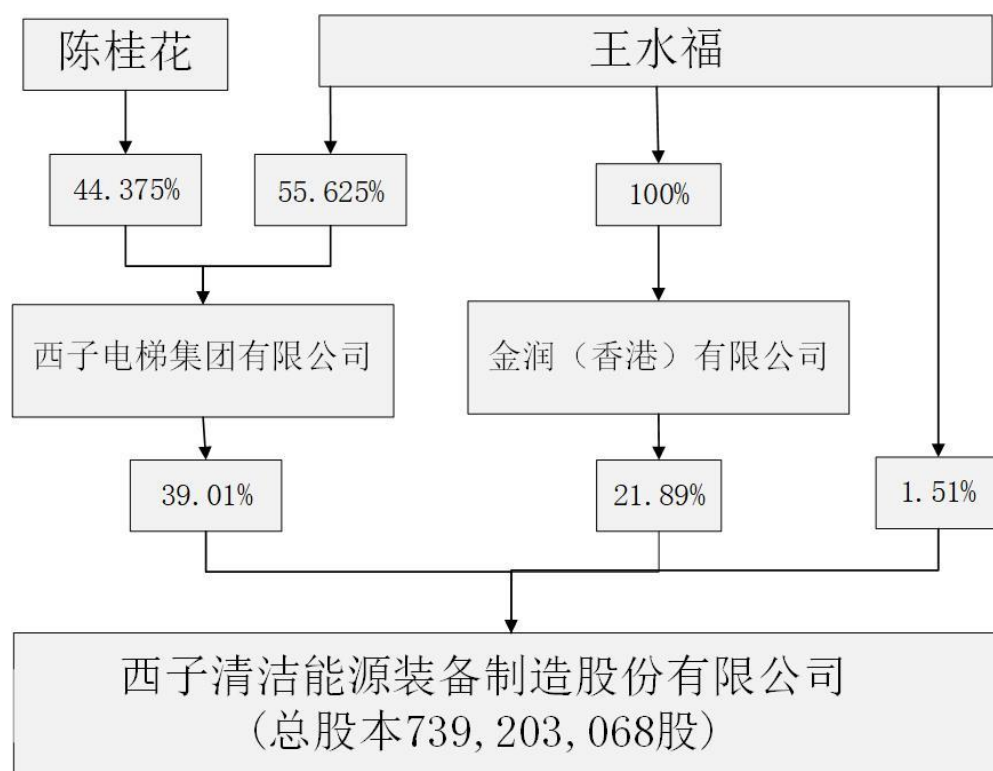 陈桂花
王水福
44.375%
55.625%
100%
西子电梯集团有限公司
金润（香港）有限公司
39.01%
21.89%
1.51%
西子清洁能源装备制造股份有限公司
(总股本739,203,068股)